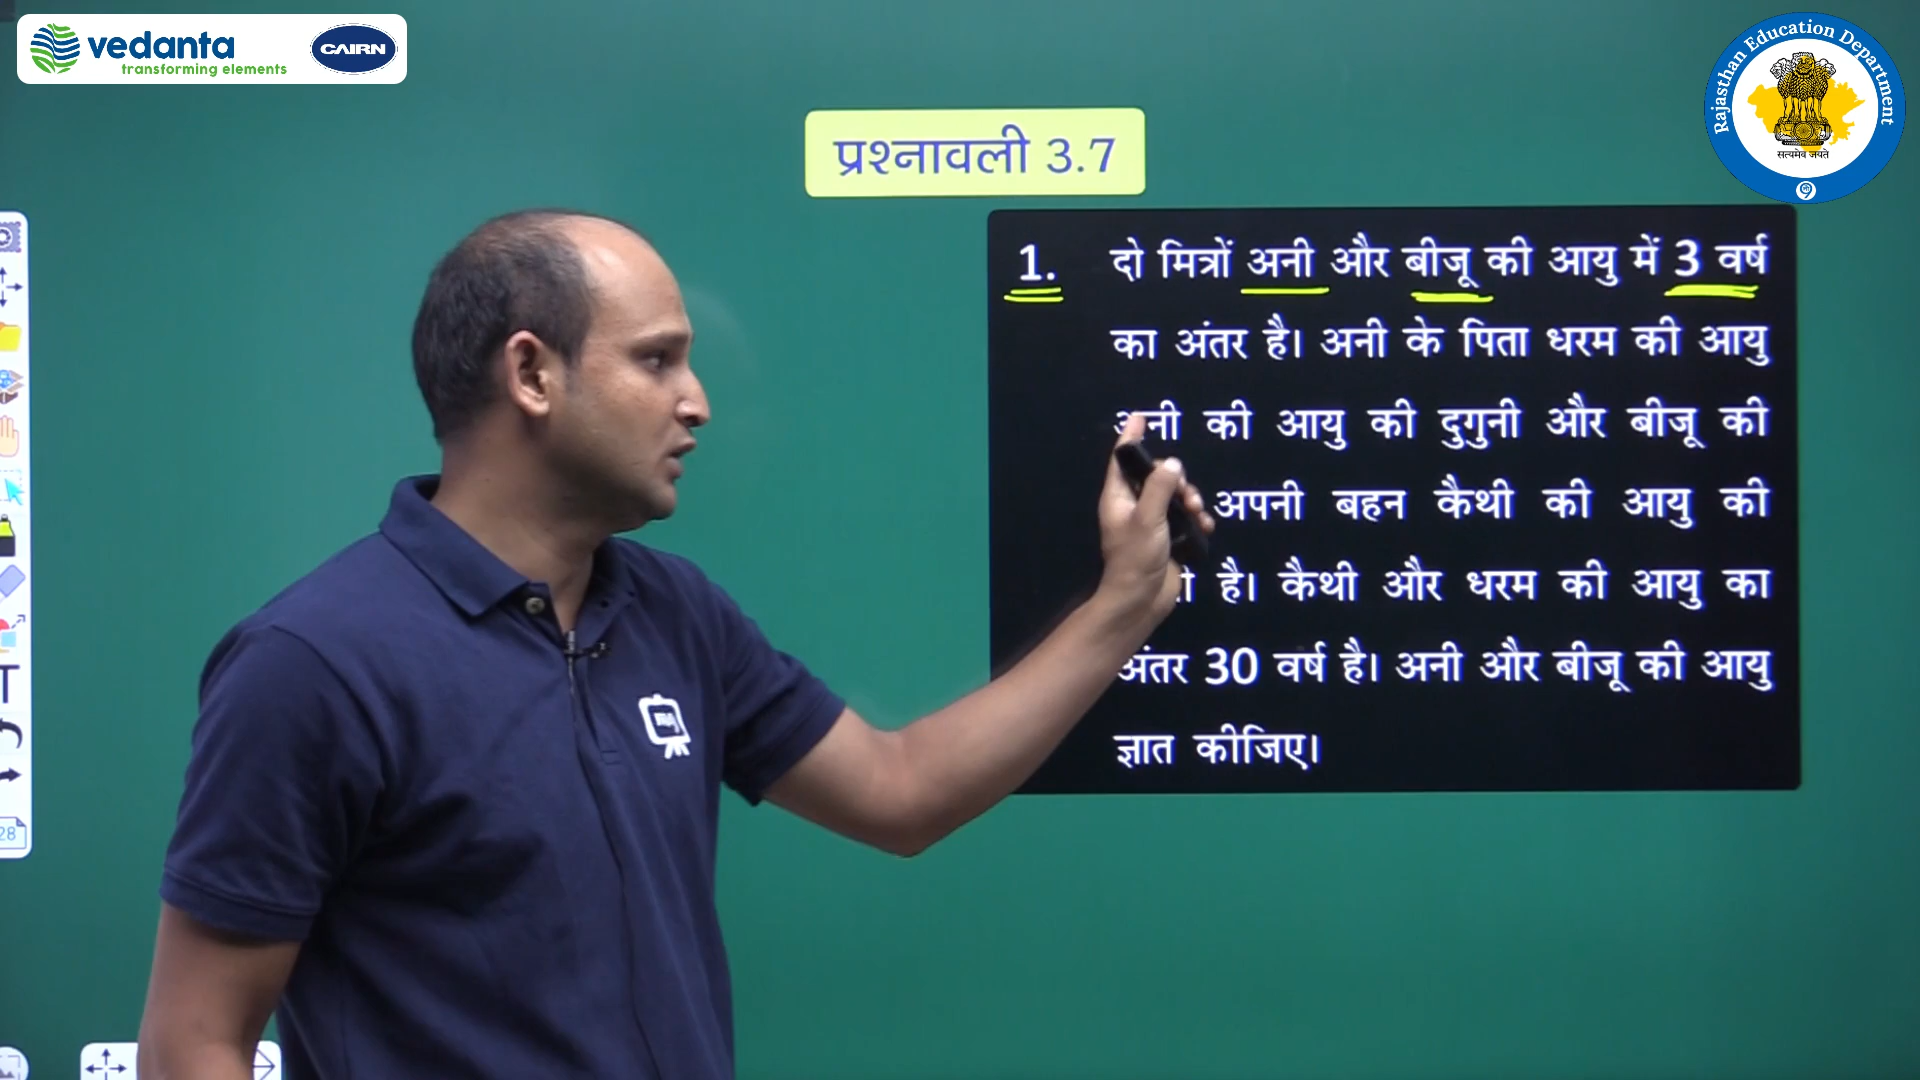 vedanta
transforming elements
CAIRN
Rajasthan Education Department
सत्यमेव जयते
प्रश्नावली 3.7
1. दो मित्रों अनी और बीजू की आयु में 3 वर्ष
का अंतर है। अनी के पिता धरम की आयु
अनी की आयु की दुगुनी और बीजू की
अपनी बहन कैथी की आयु की
है। कैथी और धरम की आयु का
अंतर 30 वर्ष है। अनी और बीजू की आयु
ज्ञात कीजिए।
T
28